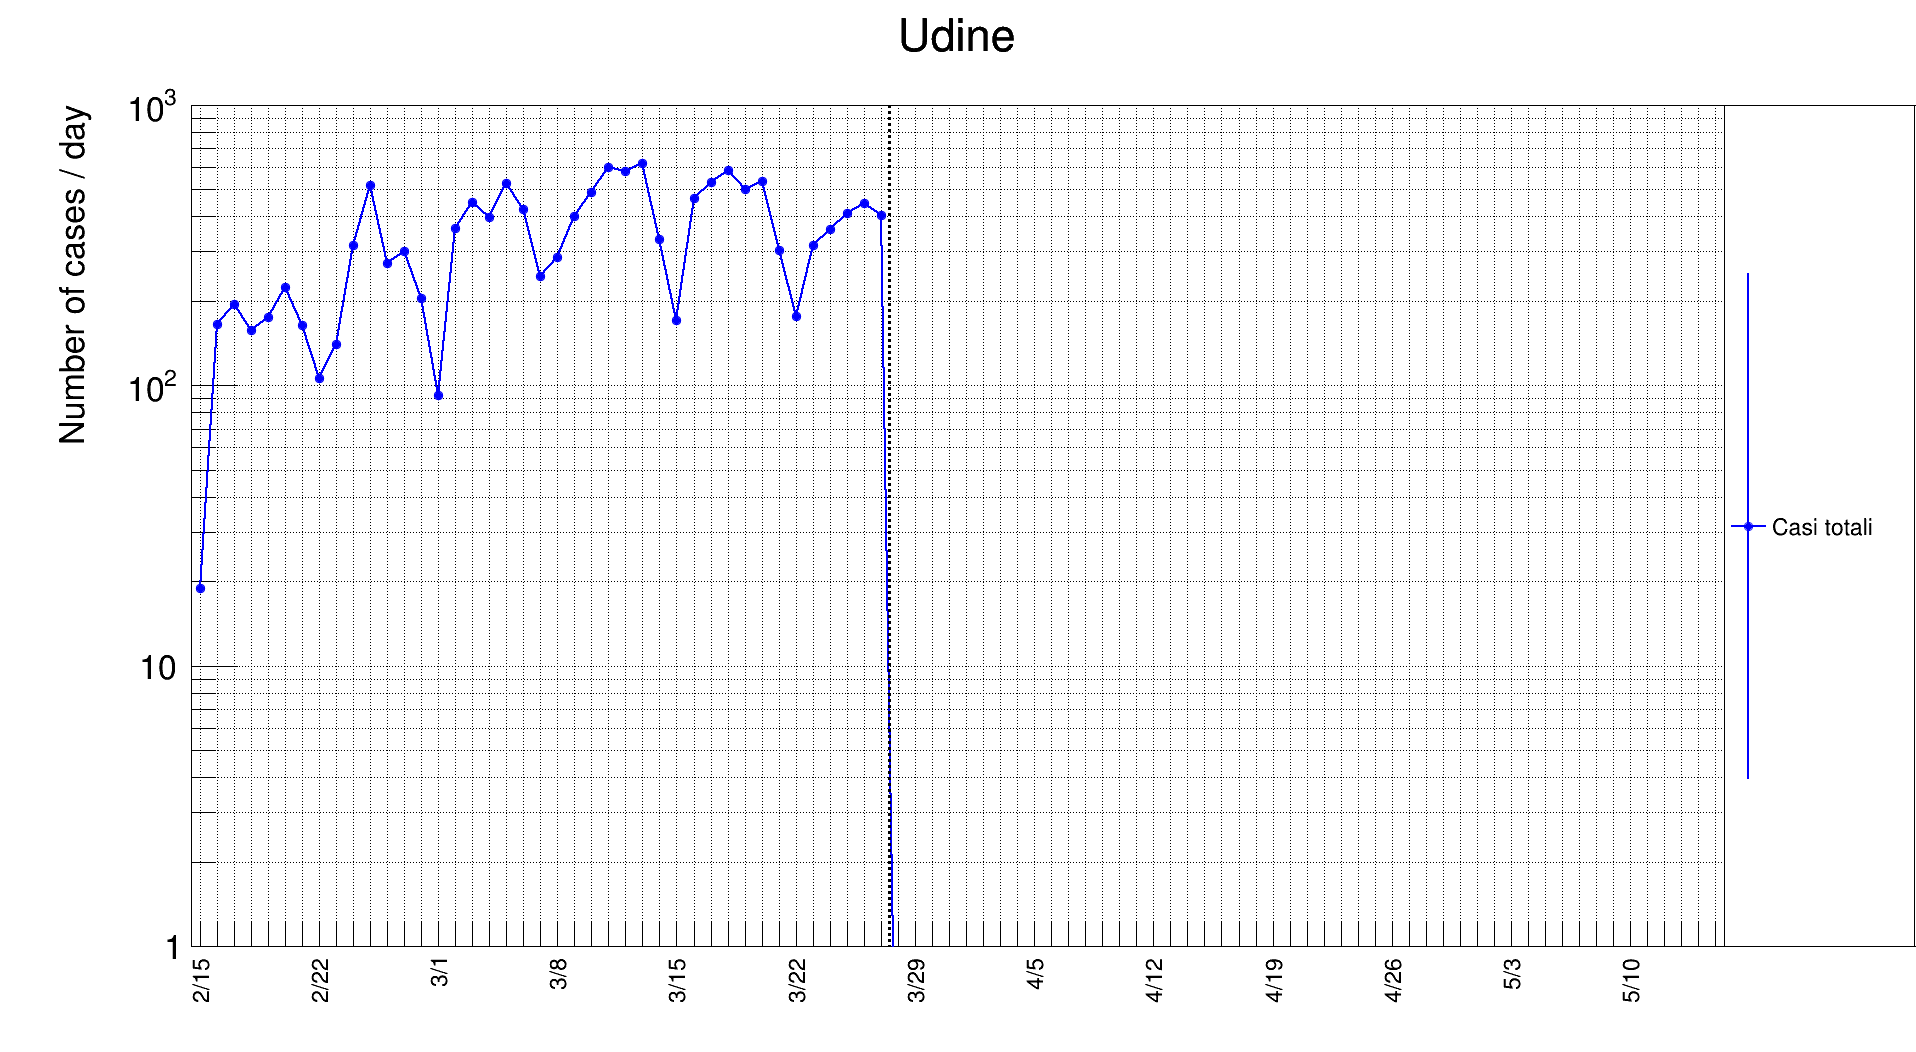 Udine
Number of cases / day
10³
10²
10
1
2/15 2/22 3/1 3/8 3/15 3/22 3/29 4/5 4/12 4/19 4/26 5/3 5/10
Casi totali